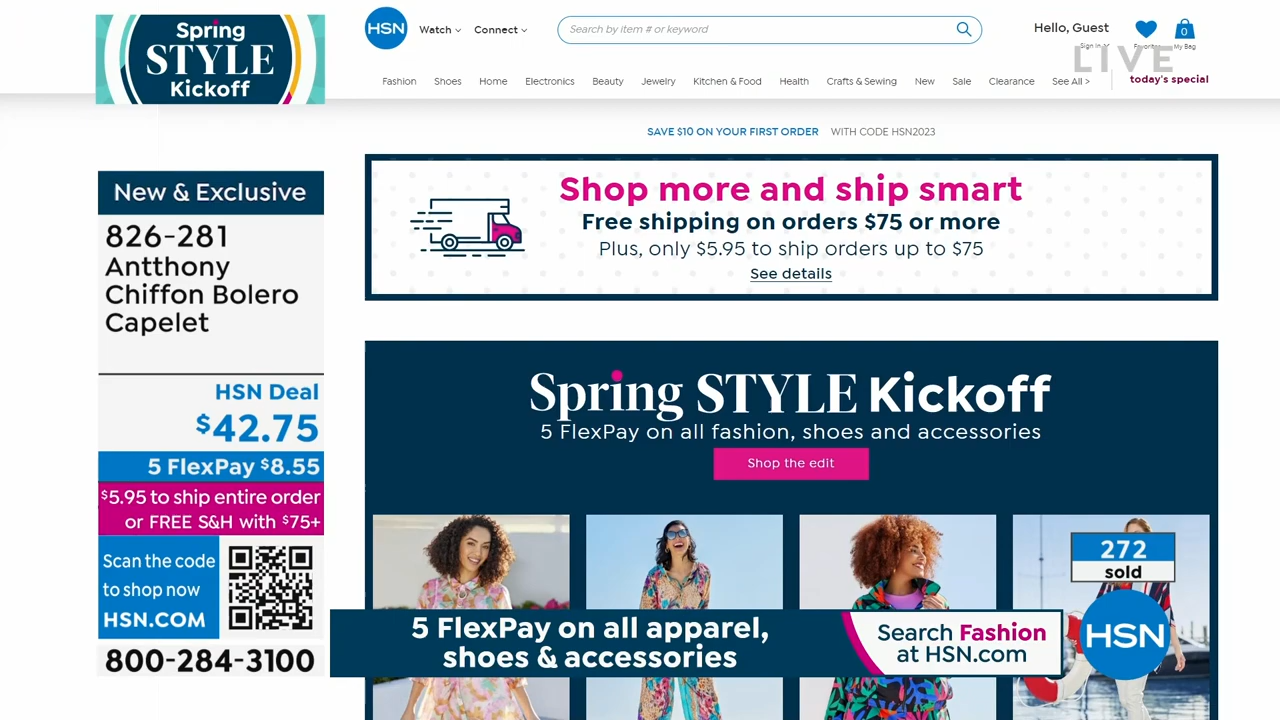 Spring
STYLE
Kickoff
HSN
Watch
Connect
Search by item # or keyword
Hello, Guest
Sign In
Favorites
0
My Bag
LIVE
today's special
Fashion
Shoes
Home
Electronics
Beauty
Jewelry
Kitchen & Food
Health
Crafts & Sewing
New
Sale
Clearance
See All >
SAVE $10 ON YOUR FIRST ORDER WITH CODE HSN2023
New & Exclusive
826-281
Antthony
Chiffon Bolero
Capelet
HSN Deal
$42.75
5 FlexPay $8.55
$5.95 to ship entire order
or FREE S&H with $75+
Scan the code
to shop now
HSN.COM
800-284-3100
Shop more and ship smart
Free shipping on orders $75 or more
Plus, only $5.95 to ship orders up to $75
See details
Spring STYLE Kickoff
5 FlexPay on all fashion, shoes and accessories
Shop the edit
272
sold
5 FlexPay on all apparel,
shoes & accessories
Search Fashion
at HSN.com
HSN